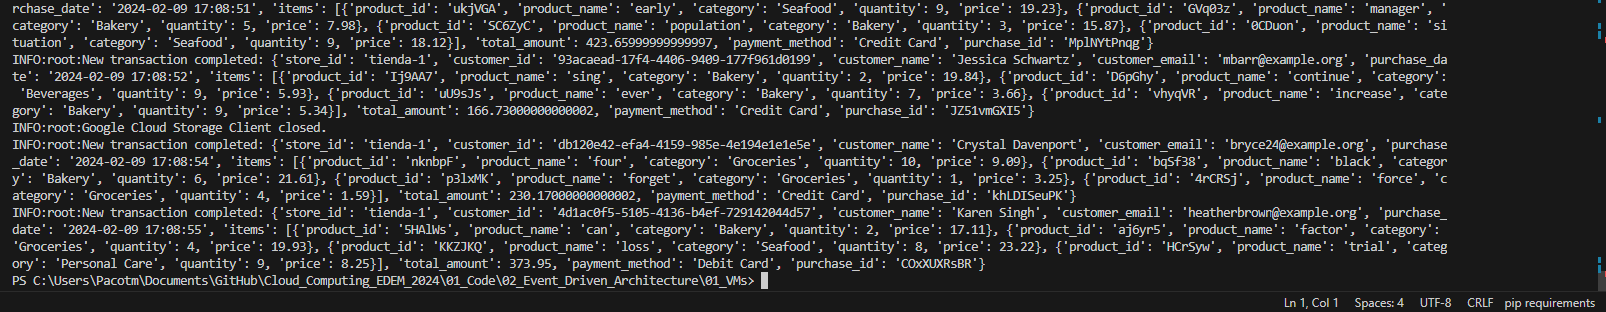 rchase_date': '2024-02-09 17:08:51', 'items': [{'product_id': 'ukjVGA', 'product_name': 'early', 'category': 'Seafood', 'quantity': 9, 'price': 19.23}, {'product_id': 'GVq03z', 'product_name': 'manager', '
category': 'Bakery', 'quantity': 5, 'price': 7.98}, {'product_id': 'SC6ZyC', 'product_name': 'population', 'category': 'Bakery', 'quantity': 3, 'price': 15.87}, {'product_id': '0CDuon', 'product_name': 'si
tuation', 'category': 'Seafood', 'quantity': 9, 'price': 18.12}], 'total_amount': 423.65999999999997, 'payment_method': 'Credit Card', 'purchase_id': 'MplNYtPnqg'}
INFO:root:New transaction completed: {'store_id': 'tienda-1', 'customer_id': '93acaead-17f4-4406-9409-177f961d0199', 'customer_name': 'Jessica Schwartz', 'customer_email': 'mbarr@example.org', 'purchase_da
te': '2024-02-09 17:08:52', 'items': [{'product_id': 'Ij9AA7', 'product_name': 'sing', 'category': 'Bakery', 'quantity': 2, 'price': 19.84}, {'product_id': 'D6pGhy', 'product_name': 'continue', 'category':
 'Beverages', 'quantity': 9, 'price': 5.93}, {'product_id': 'uU9sJs', 'product_name': 'ever', 'category': 'Bakery', 'quantity': 7, 'price': 3.66}, {'product_id': 'vhyqVR', 'product_name': 'increase', 'cate
gory': 'Bakery', 'quantity': 9, 'price': 5.34}], 'total_amount': 166.73000000000002, 'payment_method': 'Credit Card', 'purchase_id': 'JZ51vmGXI5'}
INFO:root:Google Cloud Storage Client closed.
INFO:root:New transaction completed: {'store_id': 'tienda-1', 'customer_id': 'db120e42-efa4-4159-985e-4e194e1e1e5e', 'customer_name': 'Crystal Davenport', 'customer_email': 'bryce24@example.org', 'purchase
_date': '2024-02-09 17:08:54', 'items': [{'product_id': 'nknbpF', 'product_name': 'four', 'category': 'Groceries', 'quantity': 10, 'price': 9.09}, {'product_id': 'bqSf38', 'product_name': 'black', 'categor
y': 'Bakery', 'quantity': 6, 'price': 21.61}, {'product_id': 'p3lxMK', 'product_name': 'forget', 'category': 'Groceries', 'quantity': 1, 'price': 3.25}, {'product_id': '4rCRSj', 'product_name': 'force', 'c
ategory': 'Groceries', 'quantity': 4, 'price': 1.59}], 'total_amount': 230.17000000000002, 'payment_method': 'Credit Card', 'purchase_id': 'khLDISeuPK'}
INFO:root:New transaction completed: {'store_id': 'tienda-1', 'customer_id': '4d1ac0f5-5105-4136-b4ef-729142044d57', 'customer_name': 'Karen Singh', 'customer_email': 'heatherbrown@example.org', 'purchase_
date': '2024-02-09 17:08:55', 'items': [{'product_id': '5HAlWs', 'product_name': 'can', 'category': 'Bakery', 'quantity': 2, 'price': 17.11}, {'product_id': 'aj6yr5', 'product_name': 'factor', 'category':
'Groceries', 'quantity': 4, 'price': 19.93}, {'product_id': 'KKZJKQ', 'product_name': 'loss', 'category': 'Seafood', 'quantity': 8, 'price': 23.22}, {'product_id': 'HCrSyw', 'product_name': 'trial', 'categ
ory': 'Personal Care', 'quantity': 9, 'price': 8.25}], 'total_amount': 373.95, 'payment_method': 'Debit Card', 'purchase_id': 'COxXUXRsBR'}
PS C:\Users\Pacotm\Documents\GitHub\Cloud_Computing_EDEM_2024\01_Code\02_Event_Driven_Architecture\01_VMs>
Ln 1, Col 1 Spaces: 4 UTF-8 CRLF pip requirements